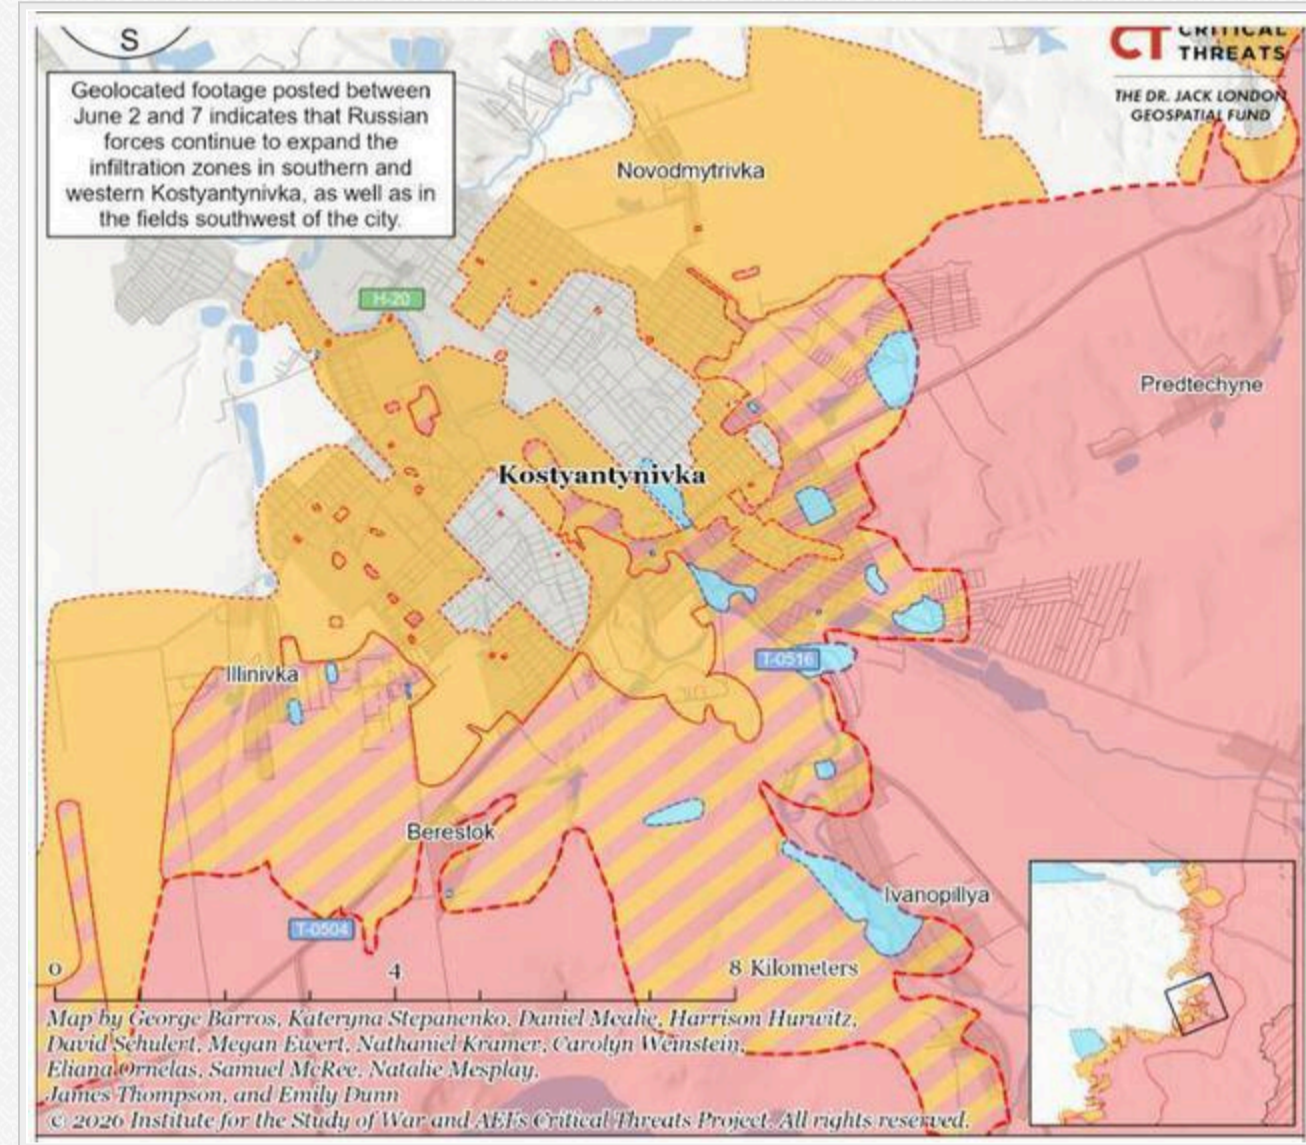 S
Geolocated footage posted between
June 2 and 7 indicates that Russian
forces continue to expand the
infiltration zones in southern and
western Kostyantynivka, as well as in
the fields southwest of the city.
CT CRITICAL
THREATS
THE DR. JACK LONDON
GEOSPATIAL FUND
Novodmytrivka
H-20
Predtechyne
Kostyantynivka
T-0516
Illinivka
Berestok
Ivanopillya
T-0504
0 4 8 Kilometers
Map by George Barros, Kateryna Stepanenko, Daniel Mealie, Harrison Hurwitz,
David Schulert, Megan Ewert, Nathaniel Kramer, Carolyn Weinstein,
Eliana Ornelas, Samuel McRee, Natalie Mesplay,
James Thompson, and Emily Dunn
© 2026 Institute for the Study of War and AEI's Critical Threats Project. All rights reserved.